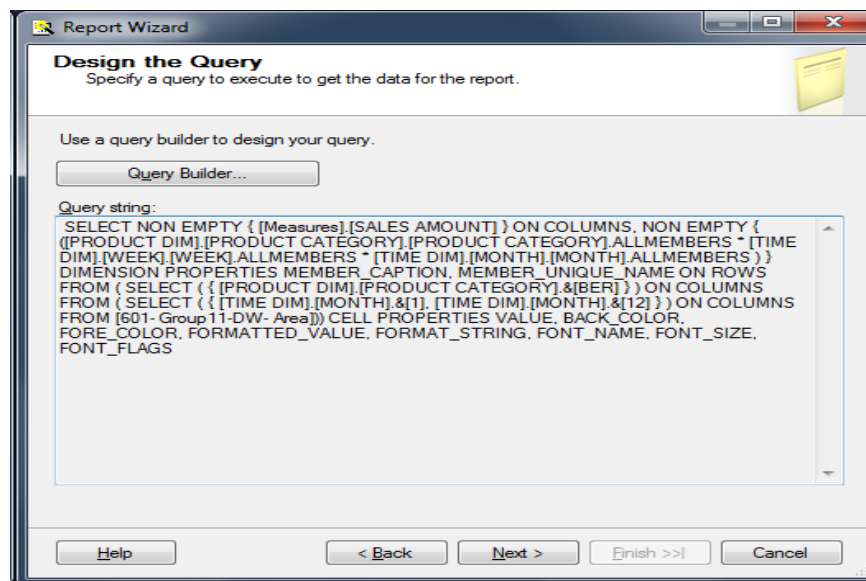 Report Wizard
Design the Query
Specify a query to execute to get the data for the report.
Use a query builder to design your query.
Query Builder...
Query string:
SELECT NON EMPTY { [Measures].[SALES AMOUNT] } ON COLUMNS, NON EMPTY {
([PRODUCT DIM].[PRODUCT CATEGORY].[PRODUCT CATEGORY].ALLMEMBERS * [TIME
DIM].[WEEK].[WEEK].ALLMEMBERS * [TIME DIM].[MONTH].[MONTH].ALLMEMBERS ) }
DIMENSION PROPERTIES MEMBER_CAPTION, MEMBER_UNIQUE_NAME ON ROWS
FROM ( SELECT ( { [PRODUCT DIM].[PRODUCT CATEGORY].&[BER] } ) ON COLUMNS
FROM ( SELECT ( { [TIME DIM].[MONTH].&[1], [TIME DIM].[MONTH].&[12] } ) ON COLUMNS
FROM [601- Group11-DW- Area])) CELL PROPERTIES VALUE, BACK_COLOR,
FORE_COLOR, FORMATTED_VALUE, FORMAT_STRING, FONT_NAME, FONT_SIZE,
FONT_FLAGS
Help
< Back
Next >
Finish >>|
Cancel